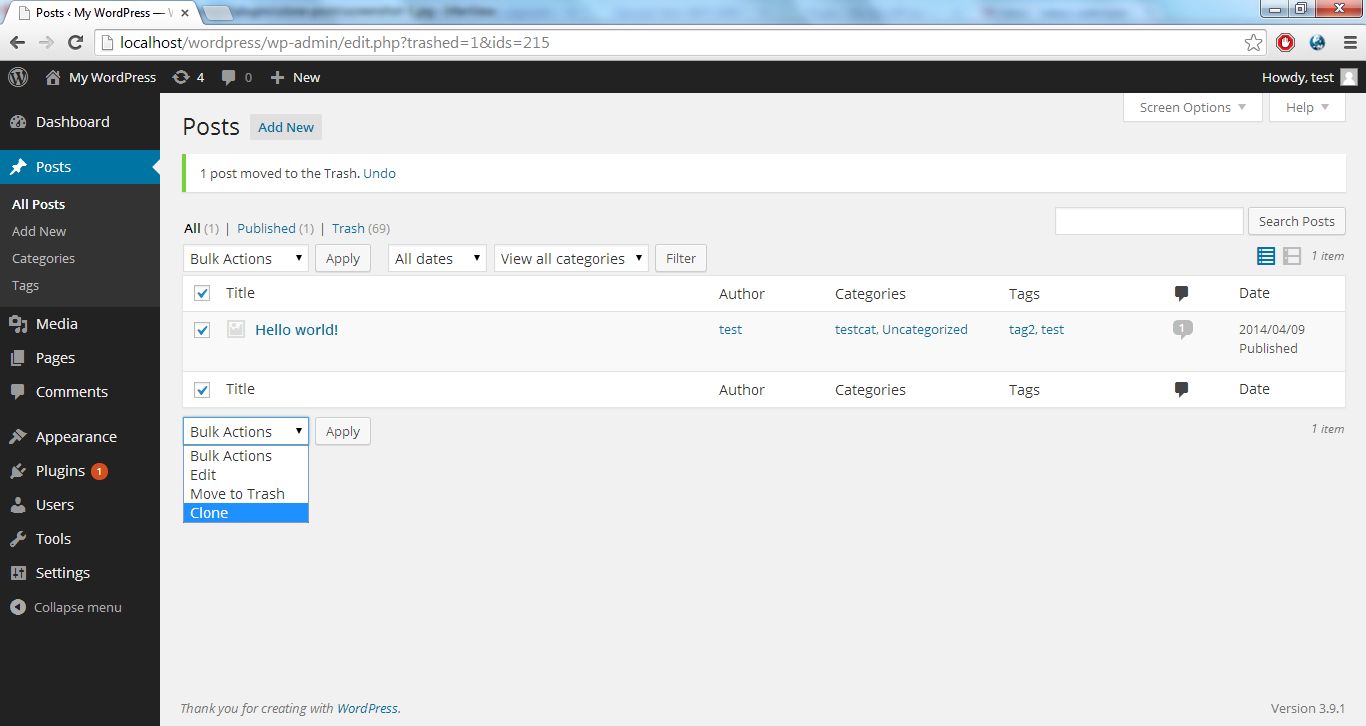 Posts ‹ My WordPress —
localhost/wordpress/wp-admin/edit.php?trashed=1&ids=215
My WordPress 4 0 New Howdy, test
Screen Options Help
Dashboard
Posts
All Posts
Add New
Categories
Tags
Media
Pages
Comments
Appearance
Plugins 1
Users
Tools
Settings
Collapse menu
Posts Add New
1 post moved to the Trash. Undo
All (1) | Published (1) | Trash (69)
Search Posts
Bulk Actions Apply All dates View all categories Filter 1 item
Title Author Categories Tags Date
Hello world! test testcat, Uncategorized tag2, test 1 2014/04/09
Published
Title Author Categories Tags Date
Bulk Actions Apply 1 item
Bulk Actions
Edit
Move to Trash
Clone
Thank you for creating with WordPress. Version 3.9.1